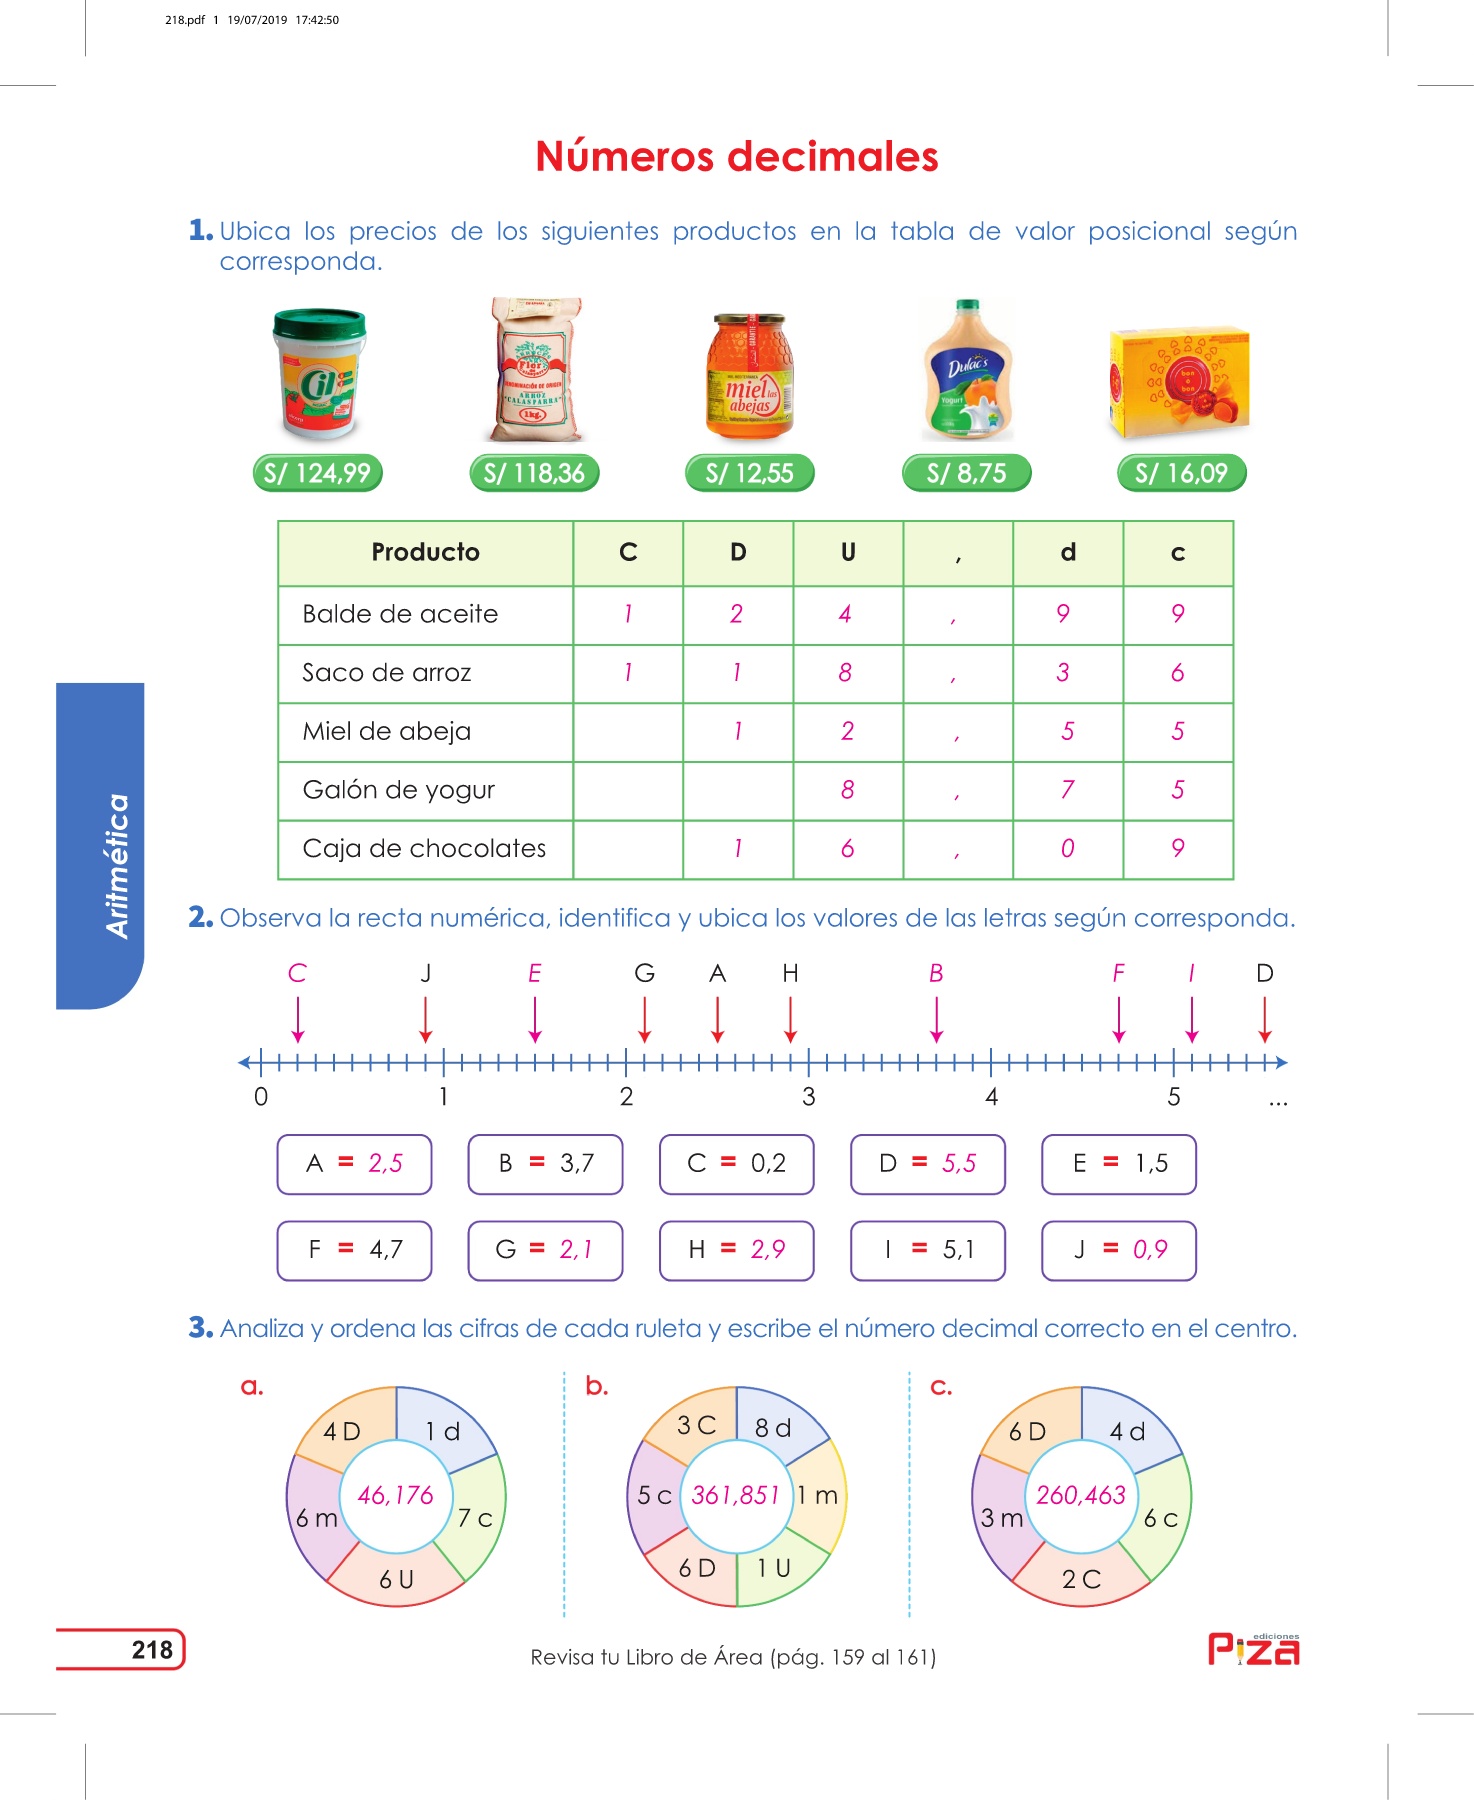 218.pdf 1 19/07/2019 17:42:50
Números decimales
1. Ubica los precios de los siguientes productos en la tabla de valor posicional según
corresponda.
Cil
Flor de Calasparra
DENOMINACIÓN DE ORIGEN
ARROZ
"CALASPARRA"
1kg.
miel las
abejas
Dulac's
Yogurt
bon o bon
S/ 124,99 S/ 118,36 S/ 12,55 S/ 8,75 S/ 16,09
Producto C D U , d c
Balde de aceite 1 2 4 , 9 9
Saco de arroz 1 1 8 , 3 6
Miel de abeja 1 2 , 5 5
Galón de yogur 8 , 7 5
Caja de chocolates 1 6 , 0 9
Aritmética
2. Observa la recta numérica, identifica y ubica los valores de las letras según corresponda.
C J E G A H B F I D
0 1 2 3 4 5 ...
A = 2,5 B = 3,7 C = 0,2 D = 5,5 E = 1,5
F = 4,7 G = 2,1 H = 2,9 I = 5,1 J = 0,9
3. Analiza y ordena las cifras de cada ruleta y escribe el número decimal correcto en el centro.
a.
4 D 1 d
46,176
6 m 7 c
6 U
b.
3 C 8 d
5 c 361,851 1 m
6 D 1 U
c.
6 D 4 d
260,463
3 m 6 c
2 C
218
Revisa tu Libro de Área (pág. 159 al 161)
ediciones
Piza